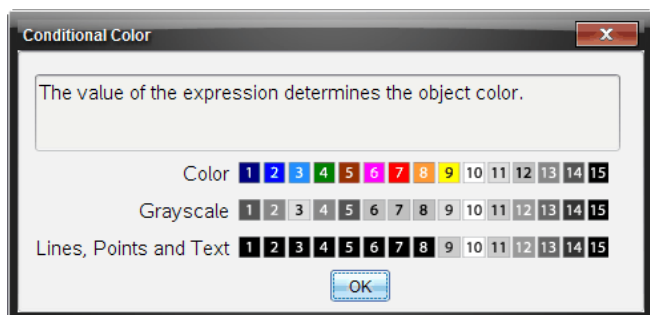 Conditional Color
X
The value of the expression determines the object color.
Color 1 2 3 4 5 6 7 8 9 10 11 12 13 14 15
Grayscale 1 2 3 4 5 6 7 8 9 10 11 12 13 14 15
Lines, Points and Text 1 2 3 4 5 6 7 8 9 10 11 12 13 14 15
OK